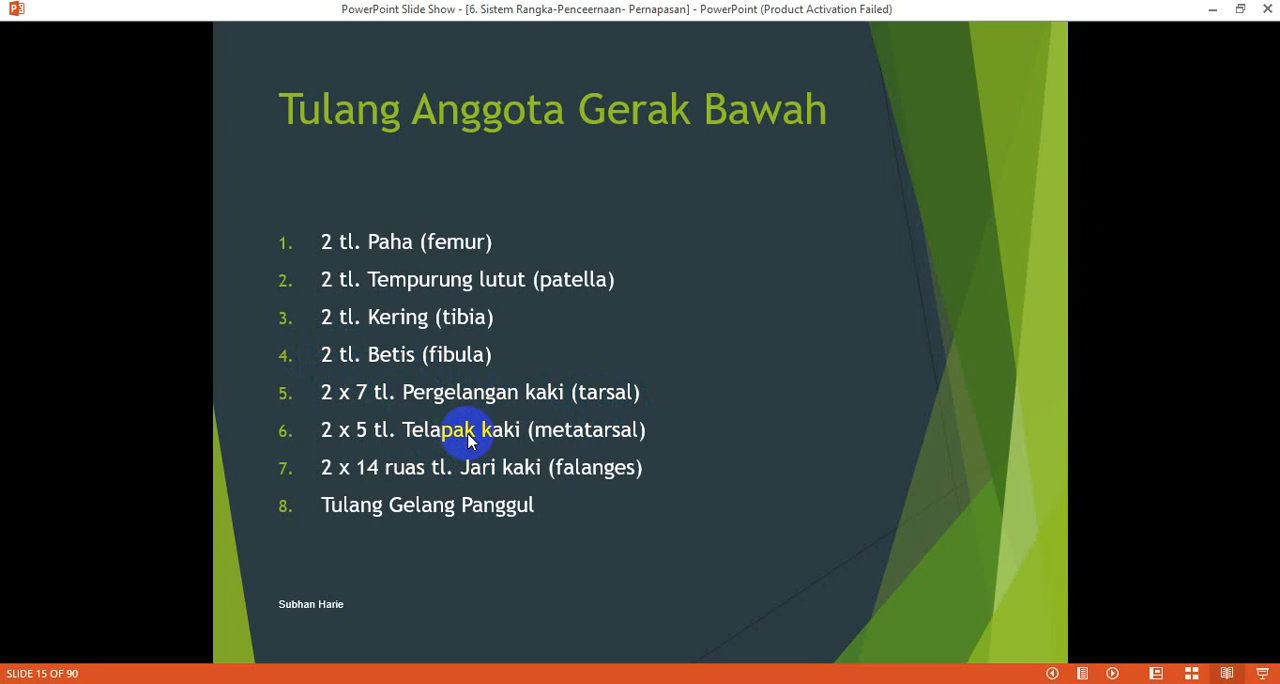 PowerPoint Slide Show - [6. Sistem Rangka-Penceernaan- Pernapasan] - PowerPoint (Product Activation Failed)
Tulang Anggota Gerak Bawah
1. 2 tl. Paha (femur)
2. 2 tl. Tempurung lutut (patella)
3. 2 tl. Kering (tibia)
4. 2 tl. Betis (fibula)
5. 2 x 7 tl. Pergelangan kaki (tarsal)
6. 2 x 5 tl. Telapak kaki (metatarsal)
7. 2 x 14 ruas tl. Jari kaki (falanges)
8. Tulang Gelang Panggul
Subhan Harie
SLIDE 15 OF 90